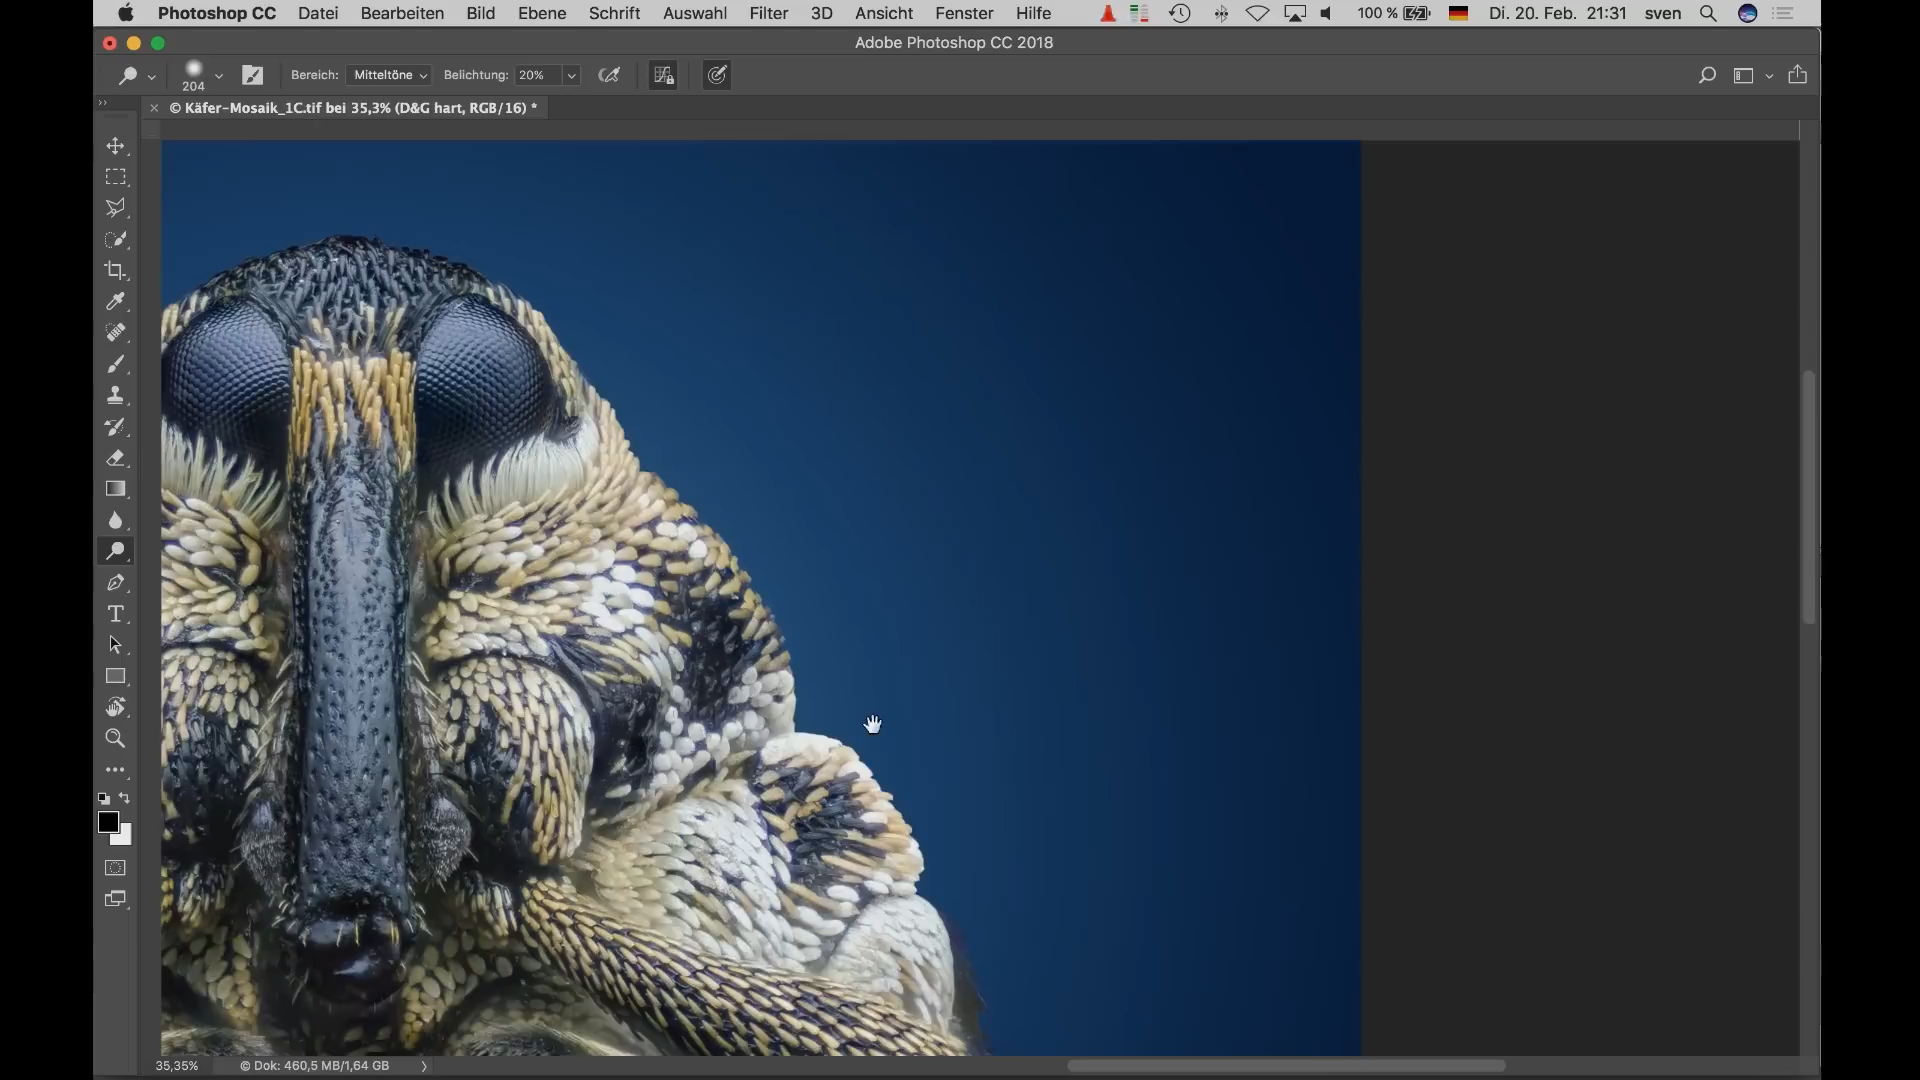 Photoshop CC Datei Bearbeiten Bild Ebene Schrift Auswahl Filter 3D Ansicht Fenster Hilfe 100 % Di. 20. Feb. 21:31 sven
Adobe Photoshop CC 2018
204 Bereich: Mitteltöne Belichtung: 20%
© Käfer-Mosaik_1C.tif bei 35,3% (D&G hart, RGB/16) *
35,35% © Dok: 460,5 MB/1,64 GB